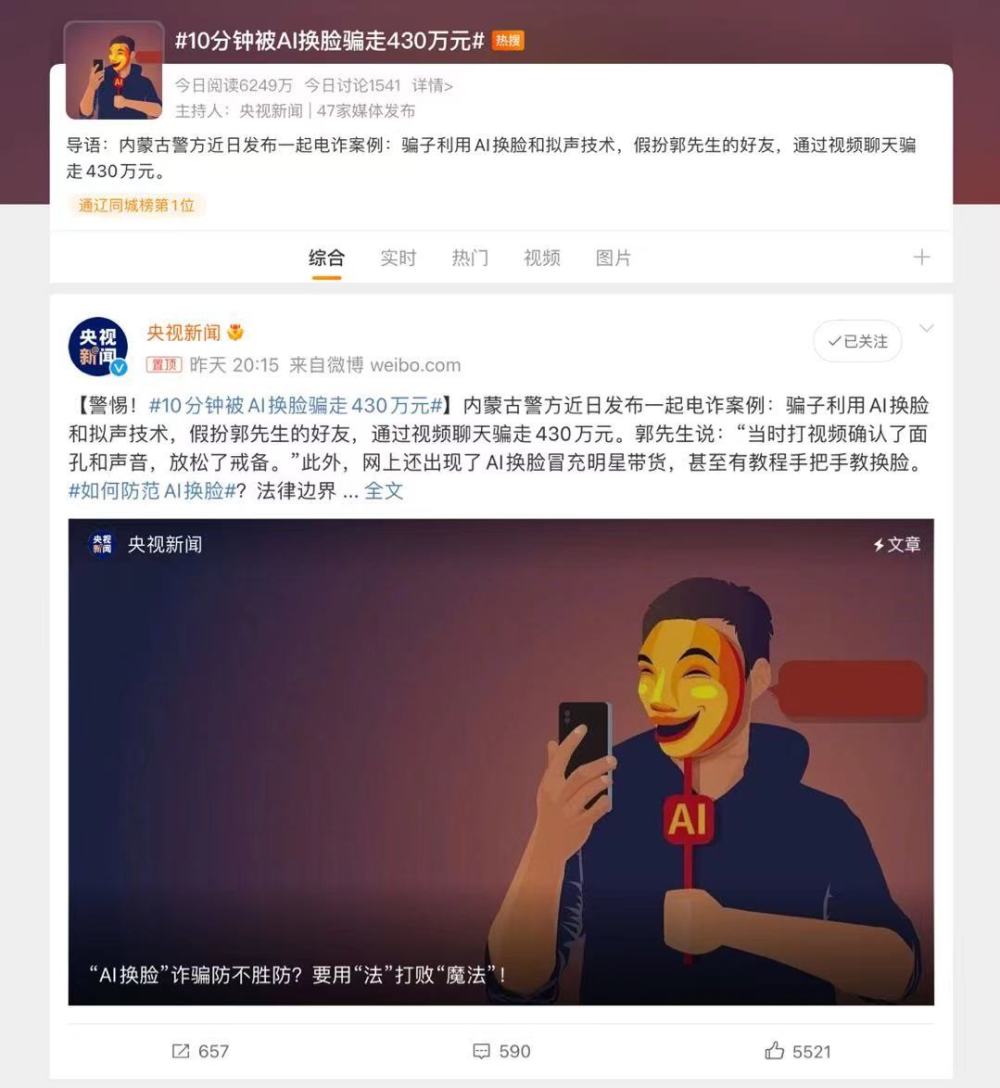 #10分钟被AI换脸骗走430万元# 热搜
今日阅读6249万 今日讨论1541 详情>
主持人：央视新闻 | 47家媒体发布
导语：内蒙古警方近日发布一起电诈案例：骗子利用AI换脸和拟声技术，假扮郭先生的好友，通过视频聊天骗
走430万元。
通辽同城榜第1位
综合 实时 热门 视频 图片
央视新闻
已关注
置顶 昨天 20:15 来自微博 weibo.com
【警惕！#10分钟被AI换脸骗走430万元#】内蒙古警方近日发布一起电诈案例：骗子利用AI换脸
和拟声技术，假扮郭先生的好友，通过视频聊天骗走430万元。郭先生说：“当时打视频确认了面
孔和声音，放松了戒备。”此外，网上还出现了AI换脸冒充明星带货，甚至有教程手把手教换脸。
#如何防范AI换脸#？法律边界 ... 全文
央视新闻 文章
AI
“AI换脸”诈骗防不胜防？要用“法”打败“魔法”！
657 590 5521